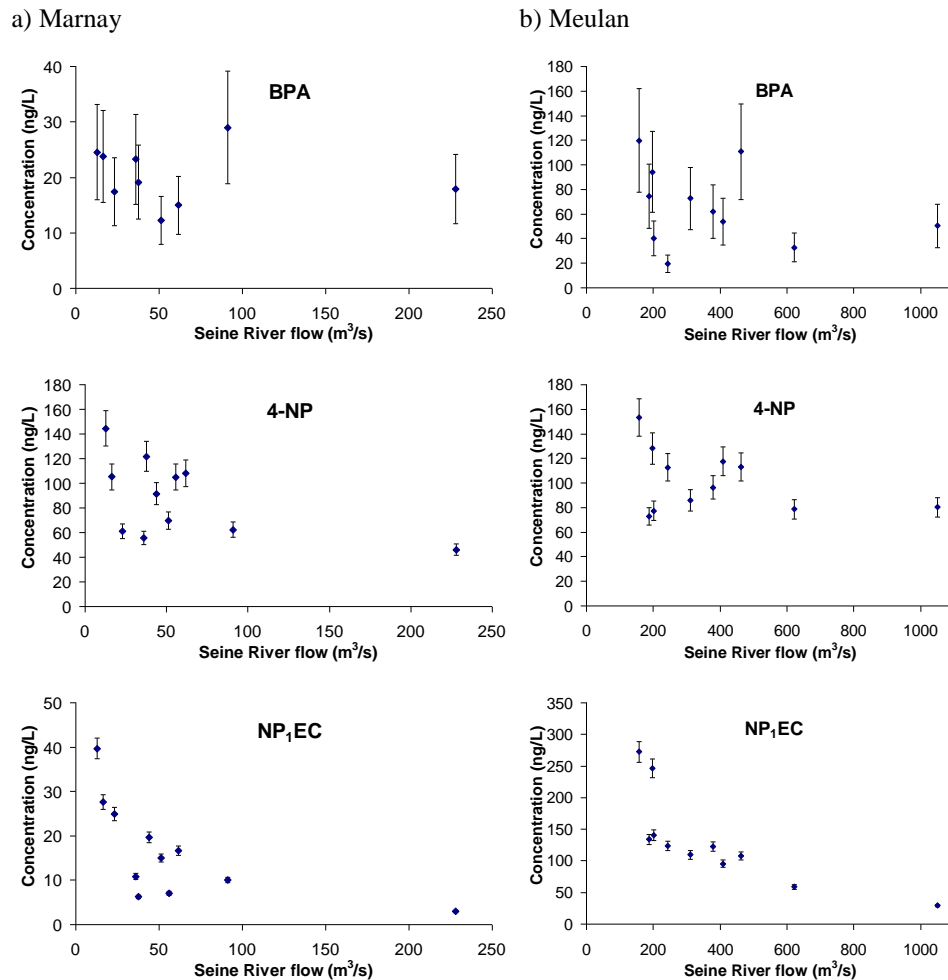 a) Marnay
b) Meulan
BPA
Concentration (ng/L)
40
30
20
10
0
0 50 100 150 200 250
Seine River flow (m³/s)
BPA
Concentration (ng/L)
180
160
140
120
100
80
60
40
20
0
0 200 400 600 800 1000
Seine River flow (m³/s)
4-NP
Concentration (ng/L)
180
160
140
120
100
80
60
40
20
0
0 50 100 150 200 250
Seine River flow (m³/s)
4-NP
Concentration (ng/L)
180
160
140
120
100
80
60
40
20
0
0 200 400 600 800 1000
Seine River flow (m³/s)
NP₁EC
Concentration (ng/L)
50
40
30
20
10
0
0 50 100 150 200 250
Seine River flow (m³/s)
NP₁EC
Concentration (ng/L)
350
300
250
200
150
100
50
0
0 200 400 600 800 1000
Seine River flow (m³/s)